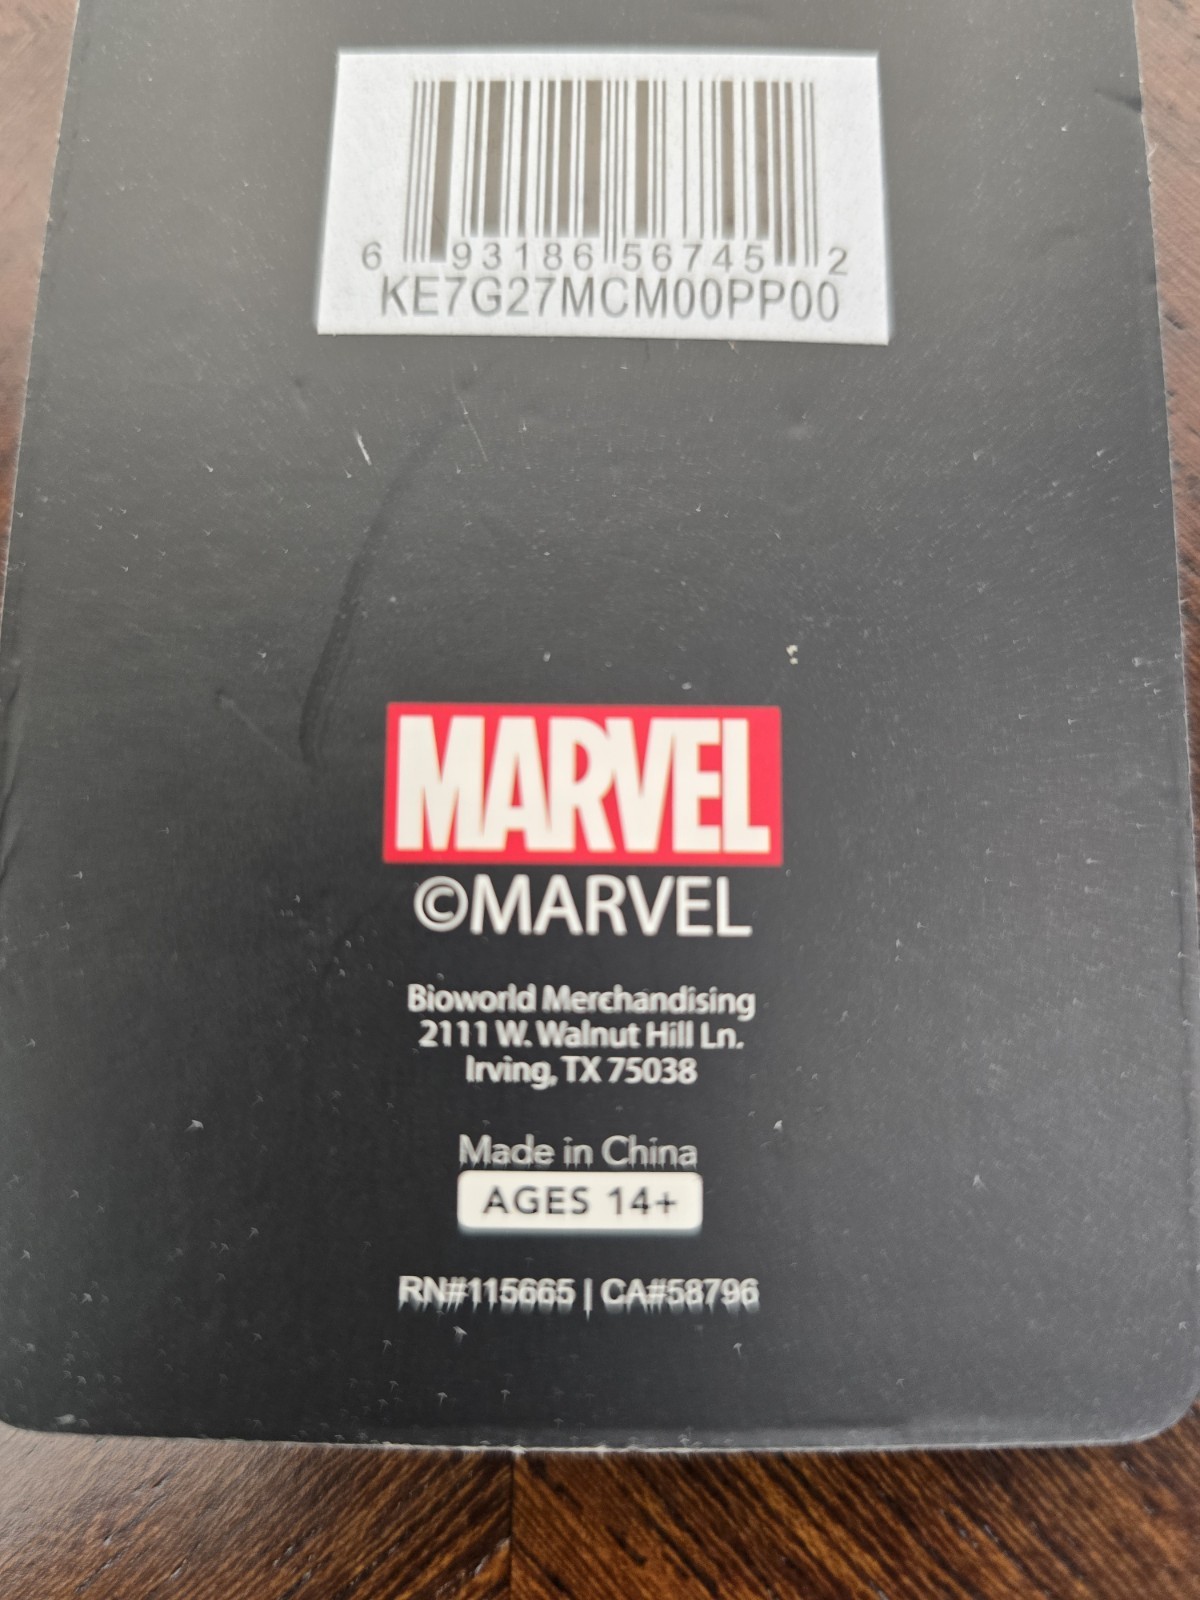 6 93186 56745 2
KE7G27MCM00PP00
MARVEL
©MARVEL
Bioworld Merchandising
2111 W. Walnut Hill Ln.
Irving, TX 75038
Made in China
AGES 14+
RN#115665 | CA#58796